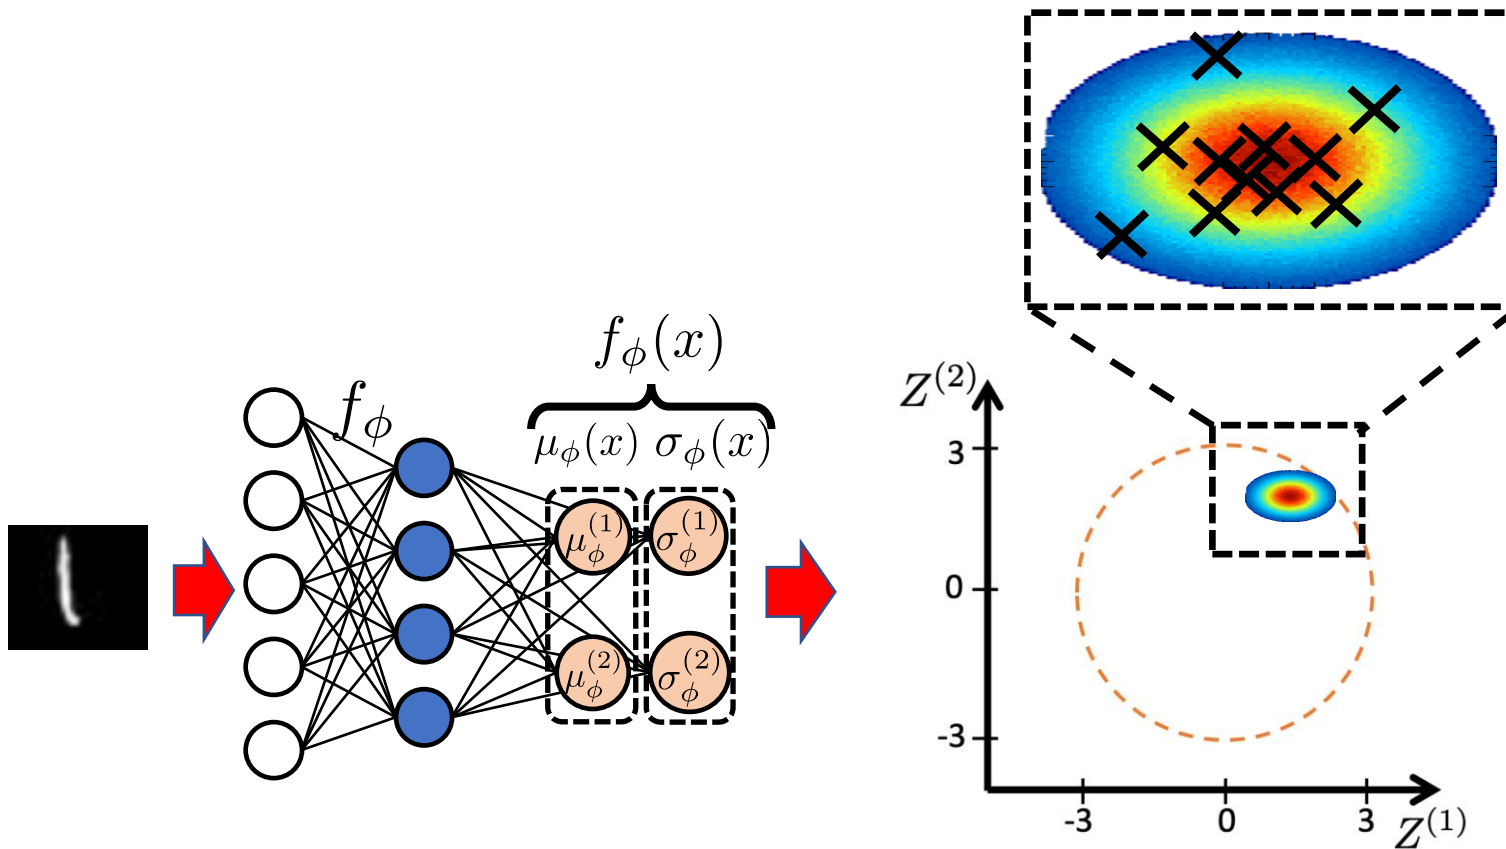 f_ϕ(x)
f_ϕ
μ_ϕ(x) σ_ϕ(x)
μ_ϕ^(1) σ_ϕ^(1)
μ_ϕ^(2) σ_ϕ^(2)
Z^(2)
3
0
-3
-3 0 3
Z^(1)